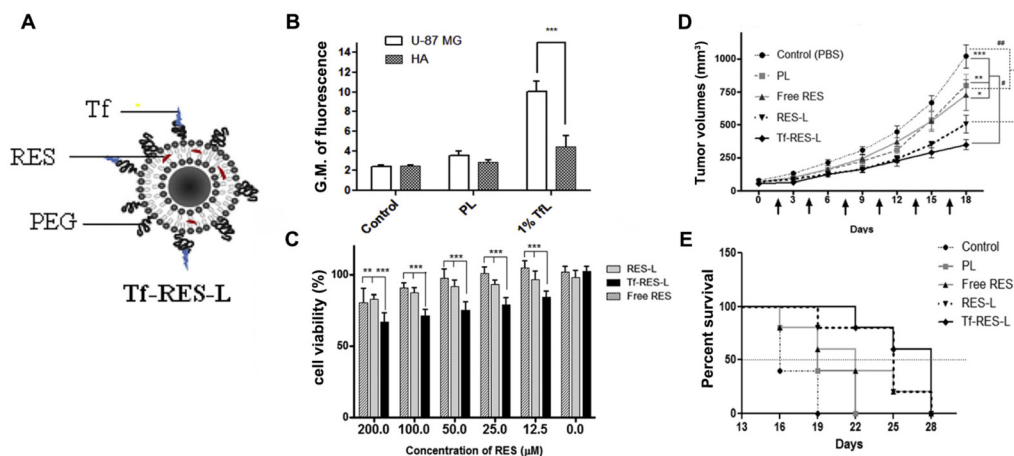 A
Tf
RES
PEG
Tf-RES-L
B
U-87 MG
HA
***
G.M. of fluorescence
14
12
10
8
6
4
2
0
Control
PL
1% TfL
C
** ***
***
***
***
***
RES-L
Tf-RES-L
Free RES
cell viability (%)
100
50
0
200.0 100.0 50.0 25.0 12.5 0.0
Concentration of RES (µM)
D
Control (PBS)
PL
Free RES
RES-L
Tf-RES-L
##
***
**
#
*
Tumor volumes (mm³)
1000
750
500
250
0
0 3 6 9 12 15 18
Days
E
Control
PL
Free RES
RES-L
Tf-RES-L
Percent survival
150
100
50
0
13 16 19 22 25 28
Days